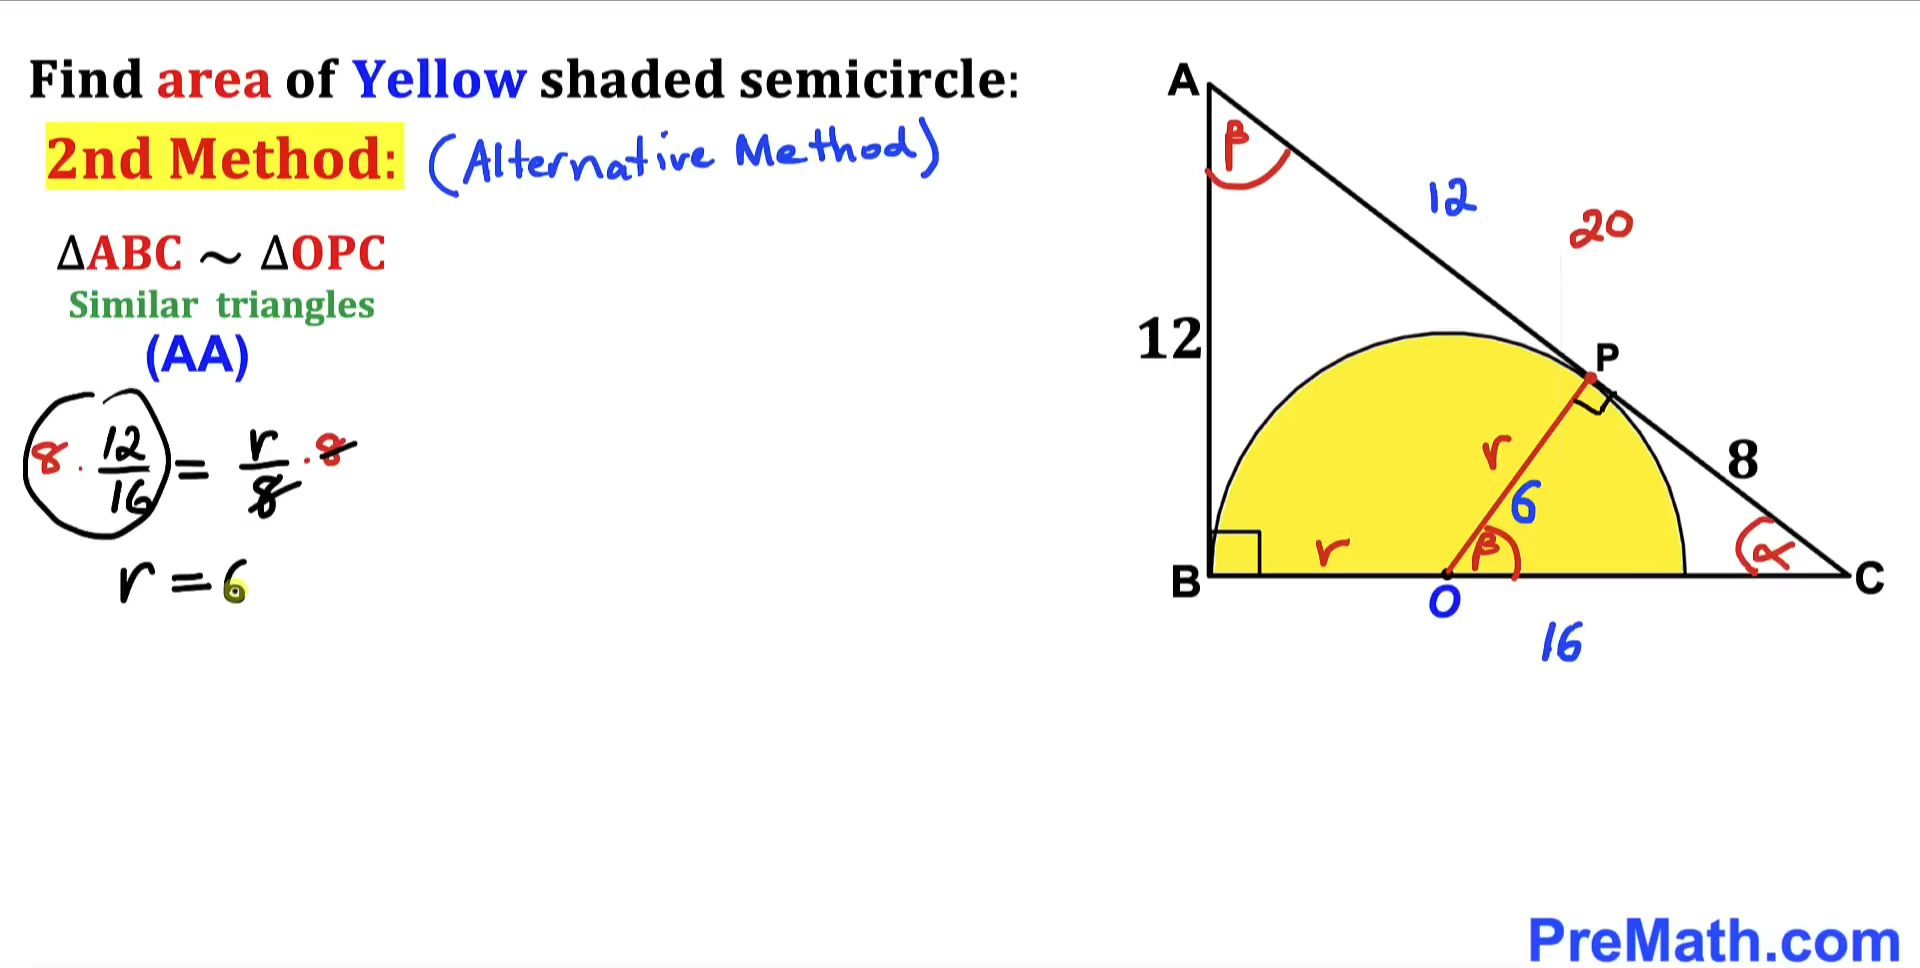 Find area of Yellow shaded semicircle:
2nd Method: (Alternative Method)
ΔABC ~ ΔOPC
Similar triangles
(AA)
8 · 12/16 = r/8 · 8
r = 6
A
β
12
20
12
P
r
8
6
r
β
α
B
O
C
16
PreMath.com